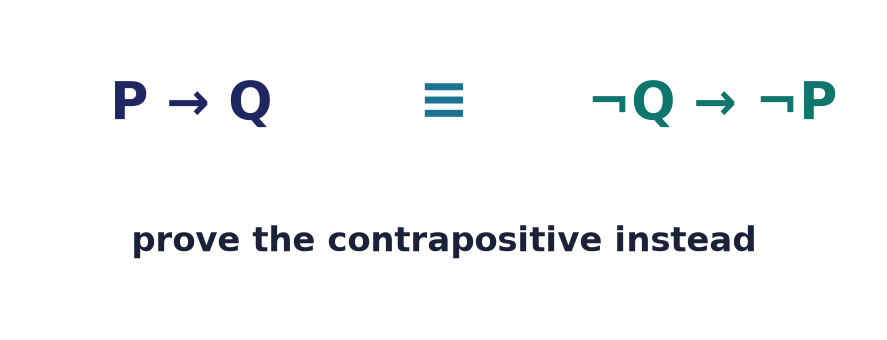 P → Q ≡ ¬Q → ¬P
prove the contrapositive instead